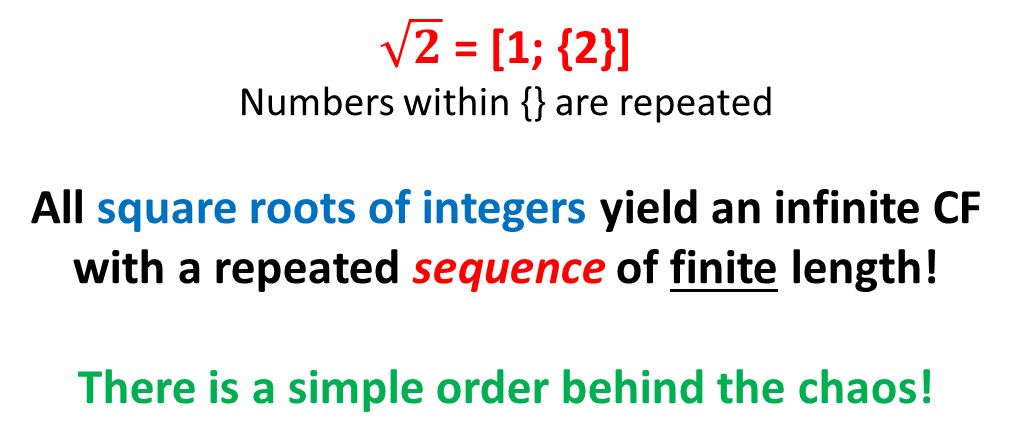 √2 = [1; {2}]
Numbers within {} are repeated
All square roots of integers yield an infinite CF
with a repeated sequence of finite length!
There is a simple order behind the chaos!